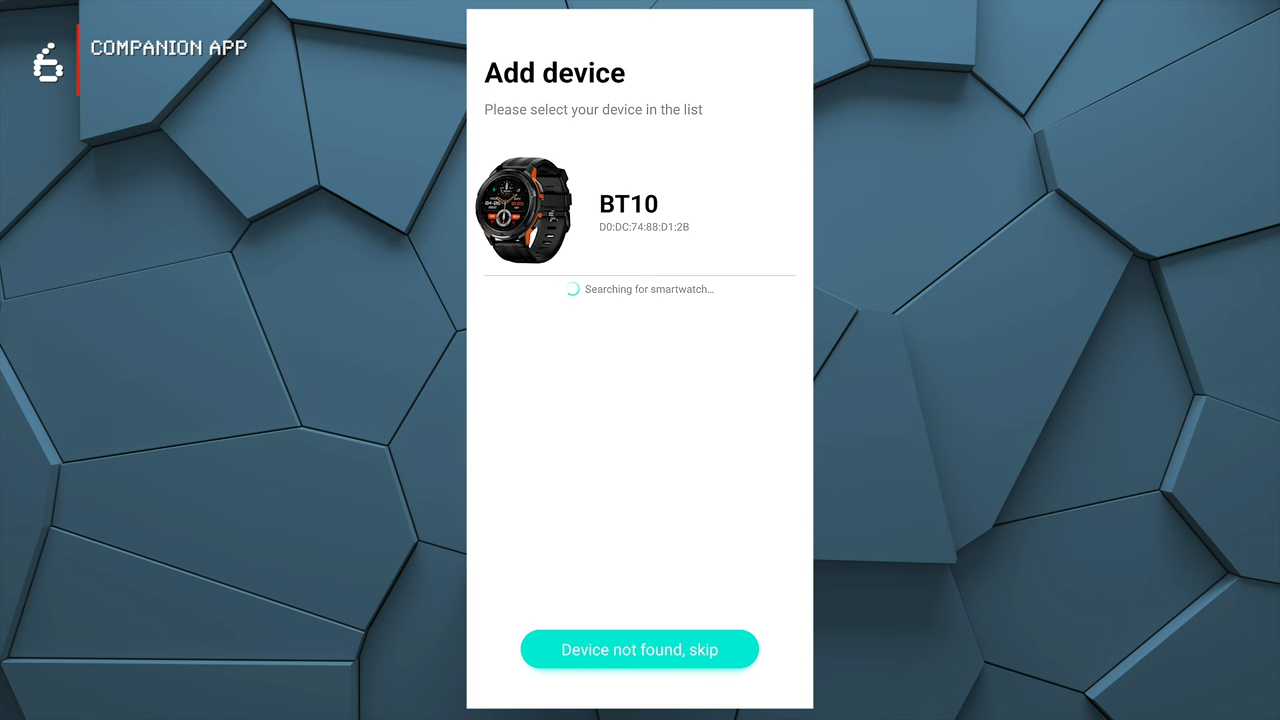 6
COMPANION APP
Add device
Please select your device in the list
BT10
D0:DC:74:88:D1:2B
Searching for smartwatch...
Device not found, skip